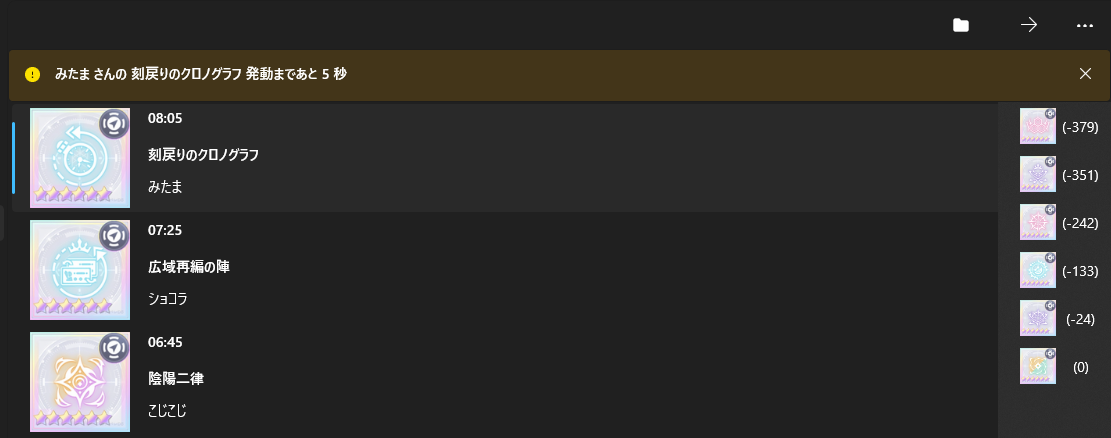 みたま さんの 刻戻りのクロノグラフ 発動まであと 5 秒
08:05
刻戻りのクロノグラフ
みたま
07:25
広域再編の陣
ショコラ
06:45
陰陽二律
こじこじ
(-379)
(-351)
(-242)
(-133)
(-24)
(0)